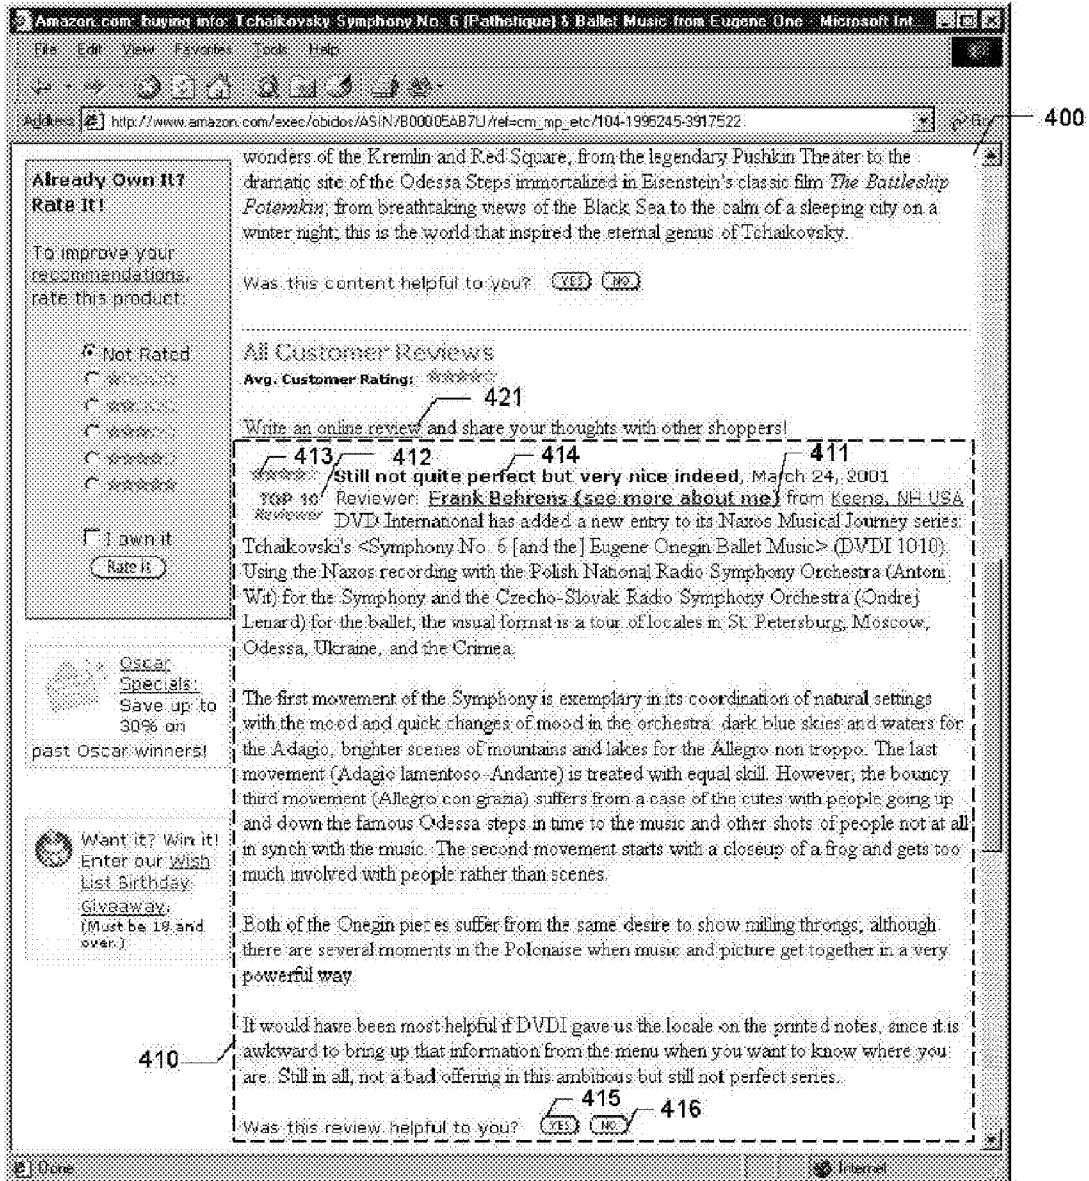 Amazon.com: buying info: Tchaikovsky Symphony No. 6 (Pathetique) & Ballet Music from Eugene One - Microsoft Int...
File Edit View Favorites Tools Help
Address http://www.amazon.com/exec/obidos/ASIN/B00005AB7U/ref=cm_mp_etc/104-1995245-3917522 Go
400
Already Own It?
Rate It!
To improve your
recommendations,
rate this product:
Not Rated
I own it
Rate it
Oscar
Specials:
Save up to
30% on
past Oscar winners!
Want it? Win it!
Enter our Wish
List Birthday
Giveaway.
(Must be 18 and
over.)
wonders of the Kremlin and Red Square, from the legendary Pushkin Theater to the
dramatic site of the Odessa Steps immortalized in Eisenstein's classic film The Battleship
Potemkin; from breathtaking views of the Black Sea to the calm of a sleeping city on a
winter night; this is the world that inspired the eternal genius of Tchaikovsky.
Was this content helpful to you? YES NO
All Customer Reviews
Avg. Customer Rating:
421
Write an online review and share your thoughts with other shoppers!
413 412 414 411
Still not quite perfect but very nice indeed, March 24, 2001
TOP 10
Reviewer
Reviewer: Frank Behrens (see more about me) from Keene, NH USA
DVD International has added a new entry to its Naxos Musical Journey series:
Tchaikovski's <Symphony No. 6 [and the] Eugene Onegin Ballet Music> (DVDI 1010).
Using the Naxos recording with the Polish National Radio Symphony Orchestra (Antoni
Wit) for the Symphony and the Czecho-Slovak Radio Symphony Orchestra (Ondrej
Lenard) for the ballet, the visual format is a tour of locales in St. Petersburg, Moscow,
Odessa, Ukraine, and the Crimea.
The first movement of the Symphony is exemplary in its coordination of natural settings
with the mood and quick changes of mood in the orchestra: dark blue skies and waters for
the Adagio, brighter scenes of mountains and lakes for the Allegro non troppo. The last
movement (Adagio lamentoso-Andante) is treated with equal skill. However, the bouncy
third movement (Allegro con grazia) suffers from a case of the cutes with people going up
and down the famous Odessa steps in time to the music and other shots of people not at all
in synch with the music. The second movement starts with a closeup of a frog and gets too
much involved with people rather than scenes.
Both of the Onegin pieces suffer from the same desire to show milling throngs, although
there are several moments in the Polonaise when music and picture get together in a very
powerful way.
It would have been most helpful if DVDI gave us the locale on the printed notes, since it is
awkward to bring up that information from the menu when you want to know where you
are. Still in all, not a bad offering in this ambitious but still not perfect series.
410
415 416
Was this review helpful to you? YES NO
Done Internet